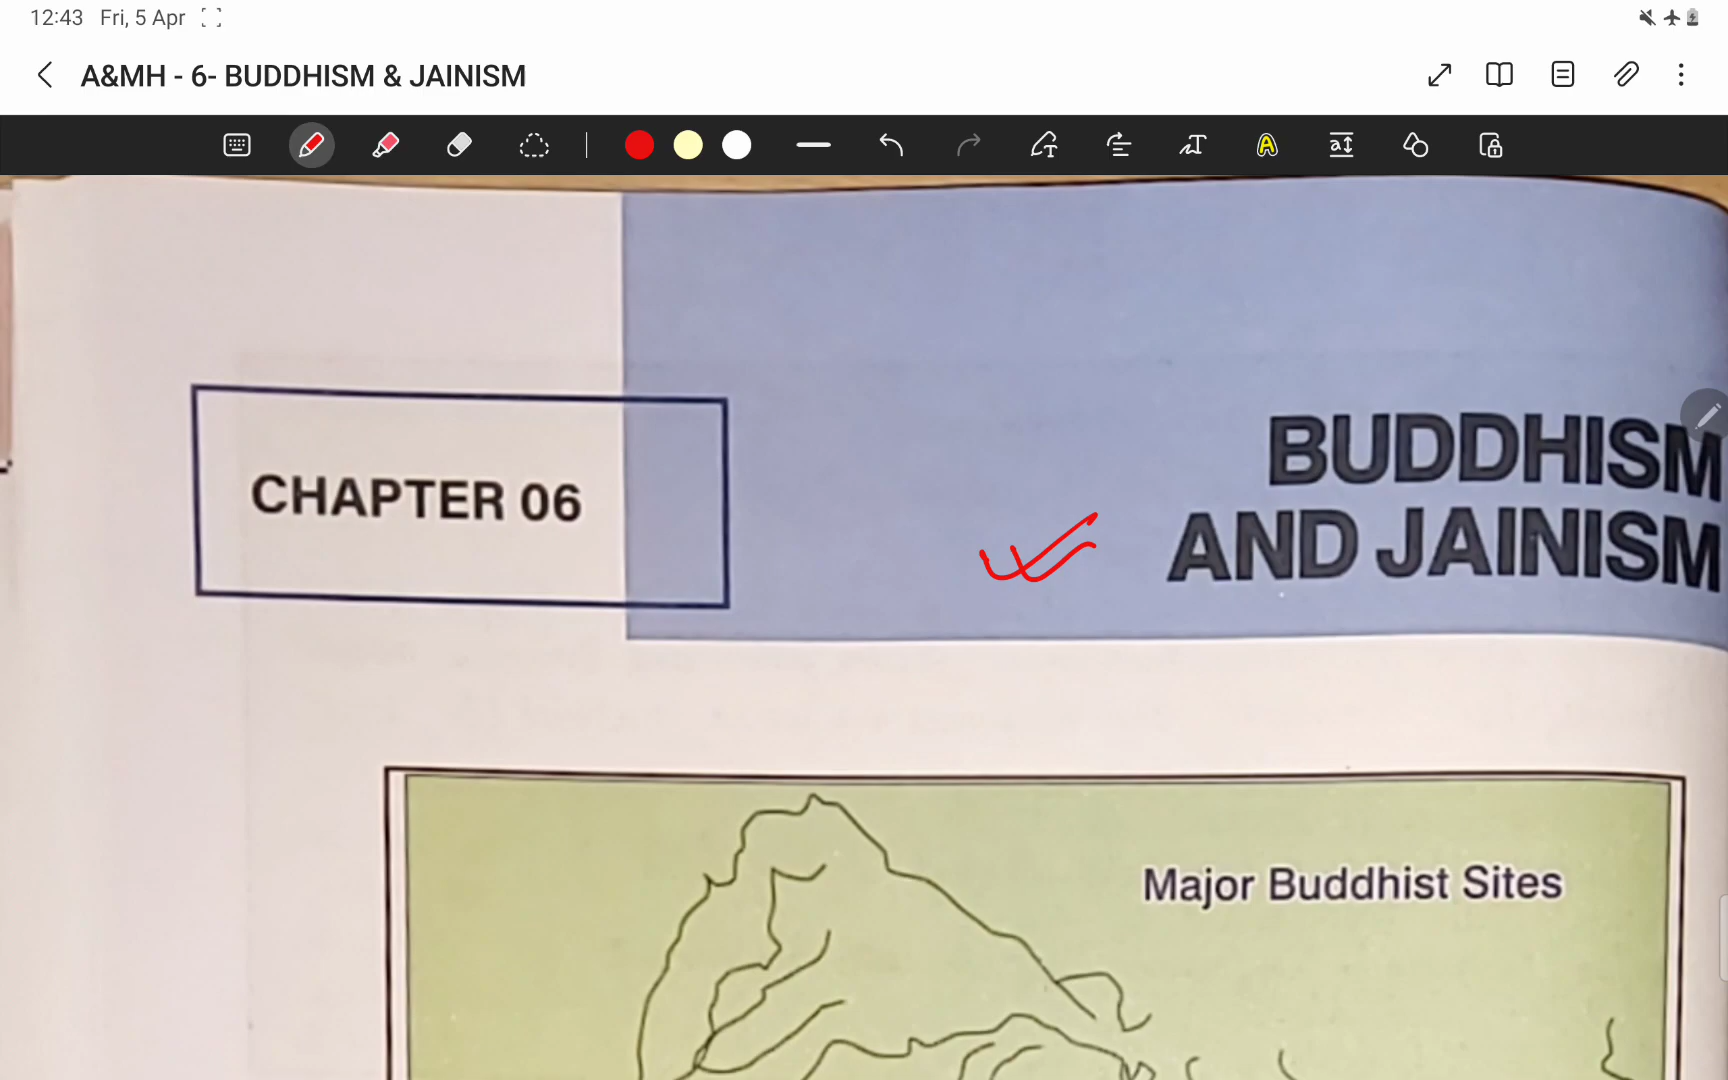 12:43 Fri, 5 Apr
A&MH - 6- BUDDHISM & JAINISM
CHAPTER 06
BUDDHISM
AND JAINISM
Major Buddhist Sites